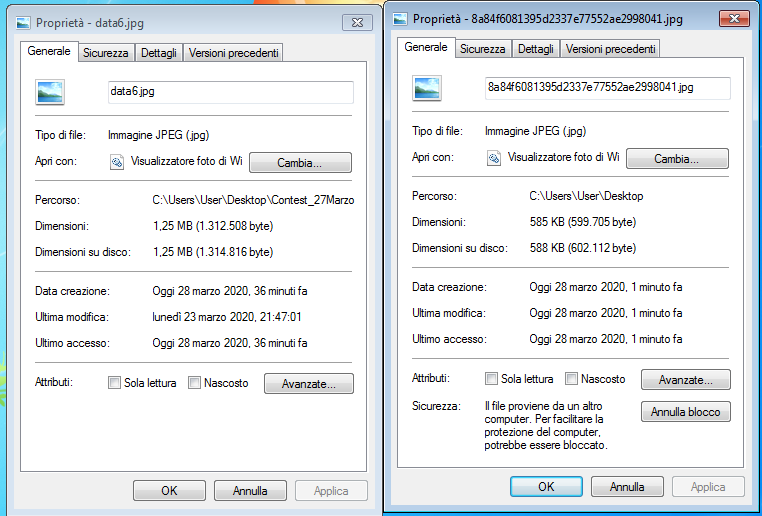 Proprietà - data6.jpg
Generale
Sicurezza
Dettagli
Versioni precedenti
data6.jpg
Tipo di file: Immagine JPEG (.jpg)
Apri con: Visualizzatore foto di Wi
Cambia...
Percorso: C:\Users\User\Desktop\Contest_27Marzo
Dimensioni: 1,25 MB (1.312.508 byte)
Dimensioni su disco: 1,25 MB (1.314.816 byte)
Data creazione: Oggi 28 marzo 2020, 36 minuti fa
Ultima modifica: lunedì 23 marzo 2020, 21:47:01
Ultimo accesso: Oggi 28 marzo 2020, 36 minuti fa
Attributi: Sola lettura Nascosto
Avanzate...
OK
Annulla
Applica
Proprietà - 8a84f6081395d2337e77552ae2998041.jpg
Generale
Sicurezza
Dettagli
Versioni precedenti
8a84f6081395d2337e77552ae2998041.jpg
Tipo di file: Immagine JPEG (.jpg)
Apri con: Visualizzatore foto di Wi
Cambia...
Percorso: C:\Users\User\Desktop
Dimensioni: 585 KB (599.705 byte)
Dimensioni su disco: 588 KB (602.112 byte)
Data creazione: Oggi 28 marzo 2020, 1 minuto fa
Ultima modifica: Oggi 28 marzo 2020, 1 minuto fa
Ultimo accesso: Oggi 28 marzo 2020, 1 minuto fa
Attributi: Sola lettura Nascosto
Avanzate...
Sicurezza: Il file proviene da un altro
computer. Per facilitare la
protezione del computer,
potrebbe essere bloccato.
Annulla blocco
OK
Annulla
Applica